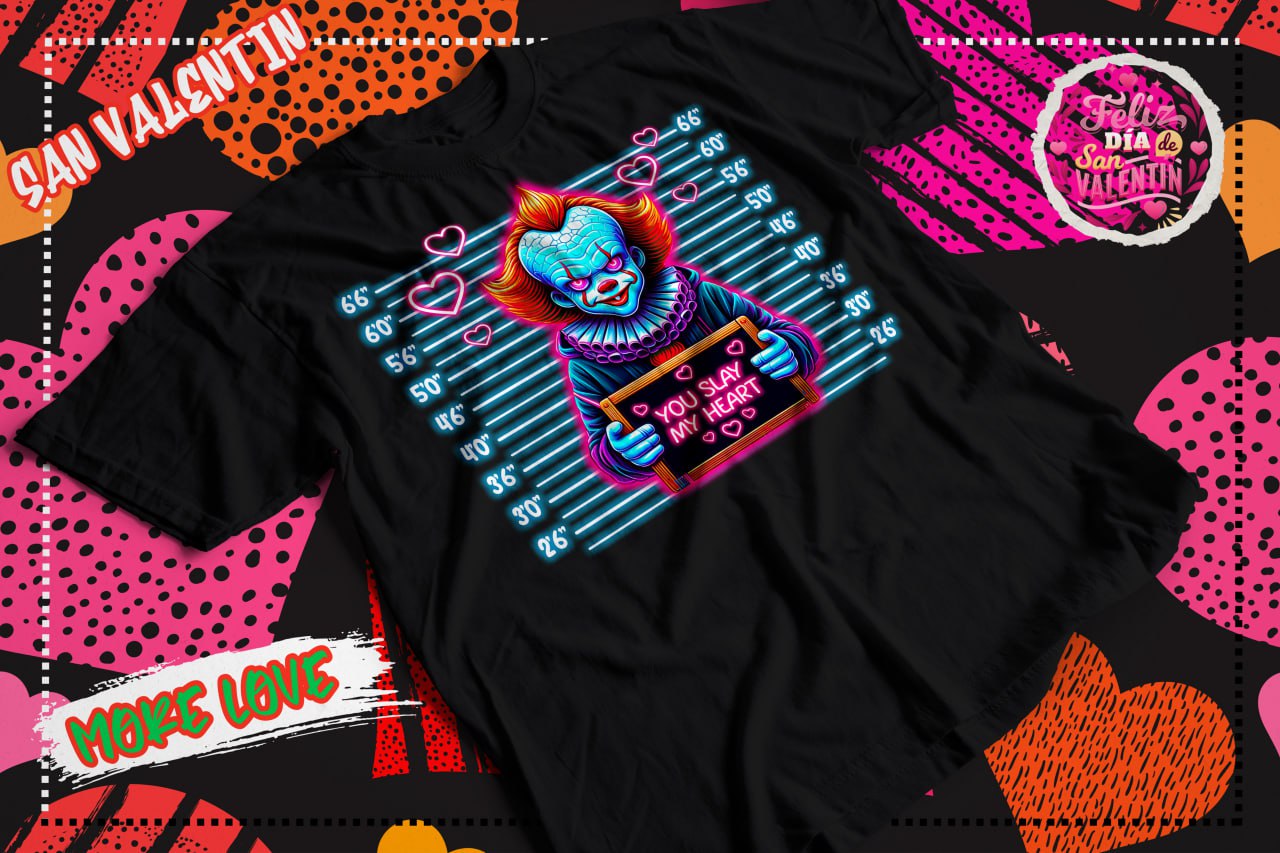 SAN VALENTIN
Feliz
DÍA de
San
VALENTIN
6'6"
6'0"
5'6"
5'0"
4'6"
4'0"
3'6"
3'0"
2'6"
6'6"
6'0"
5'6"
5'0"
4'6"
4'0"
3'6"
3'0"
2'6"
YOU SLAY
MY HEART
MORE LOVE